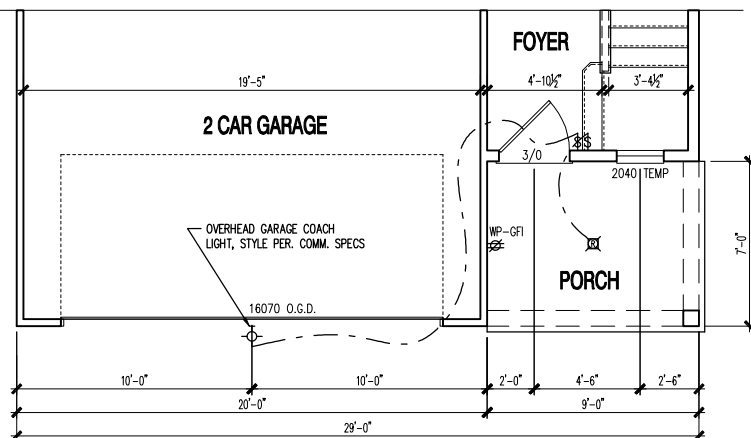 FOYER
19'-5"
4'-10½"
3'-4½"
2 CAR GARAGE
$ $
3/0
2040 TEMP
OVERHEAD GARAGE COACH
LIGHT, STYLE PER. COMM. SPECS
WP-GFI
R
7'-0"
PORCH
16070 O.G.D.
10'-0"
10'-0"
2'-0"
4'-6"
2'-6"
20'-0"
9'-0"
29'-0"